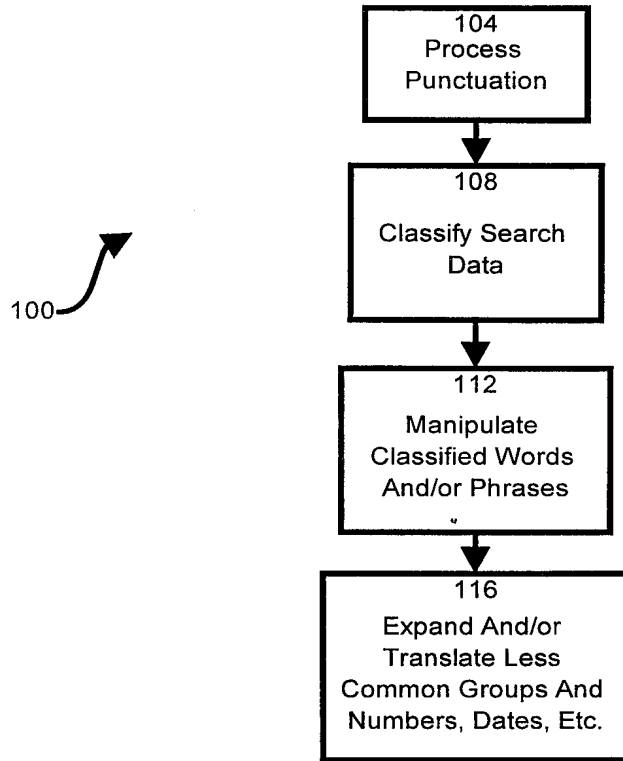 104
Process
Punctuation
108
Classify Search
Data
100
112
Manipulate
Classified Words
And/or Phrases
116
Expand And/or
Translate Less
Common Groups And
Numbers, Dates, Etc.